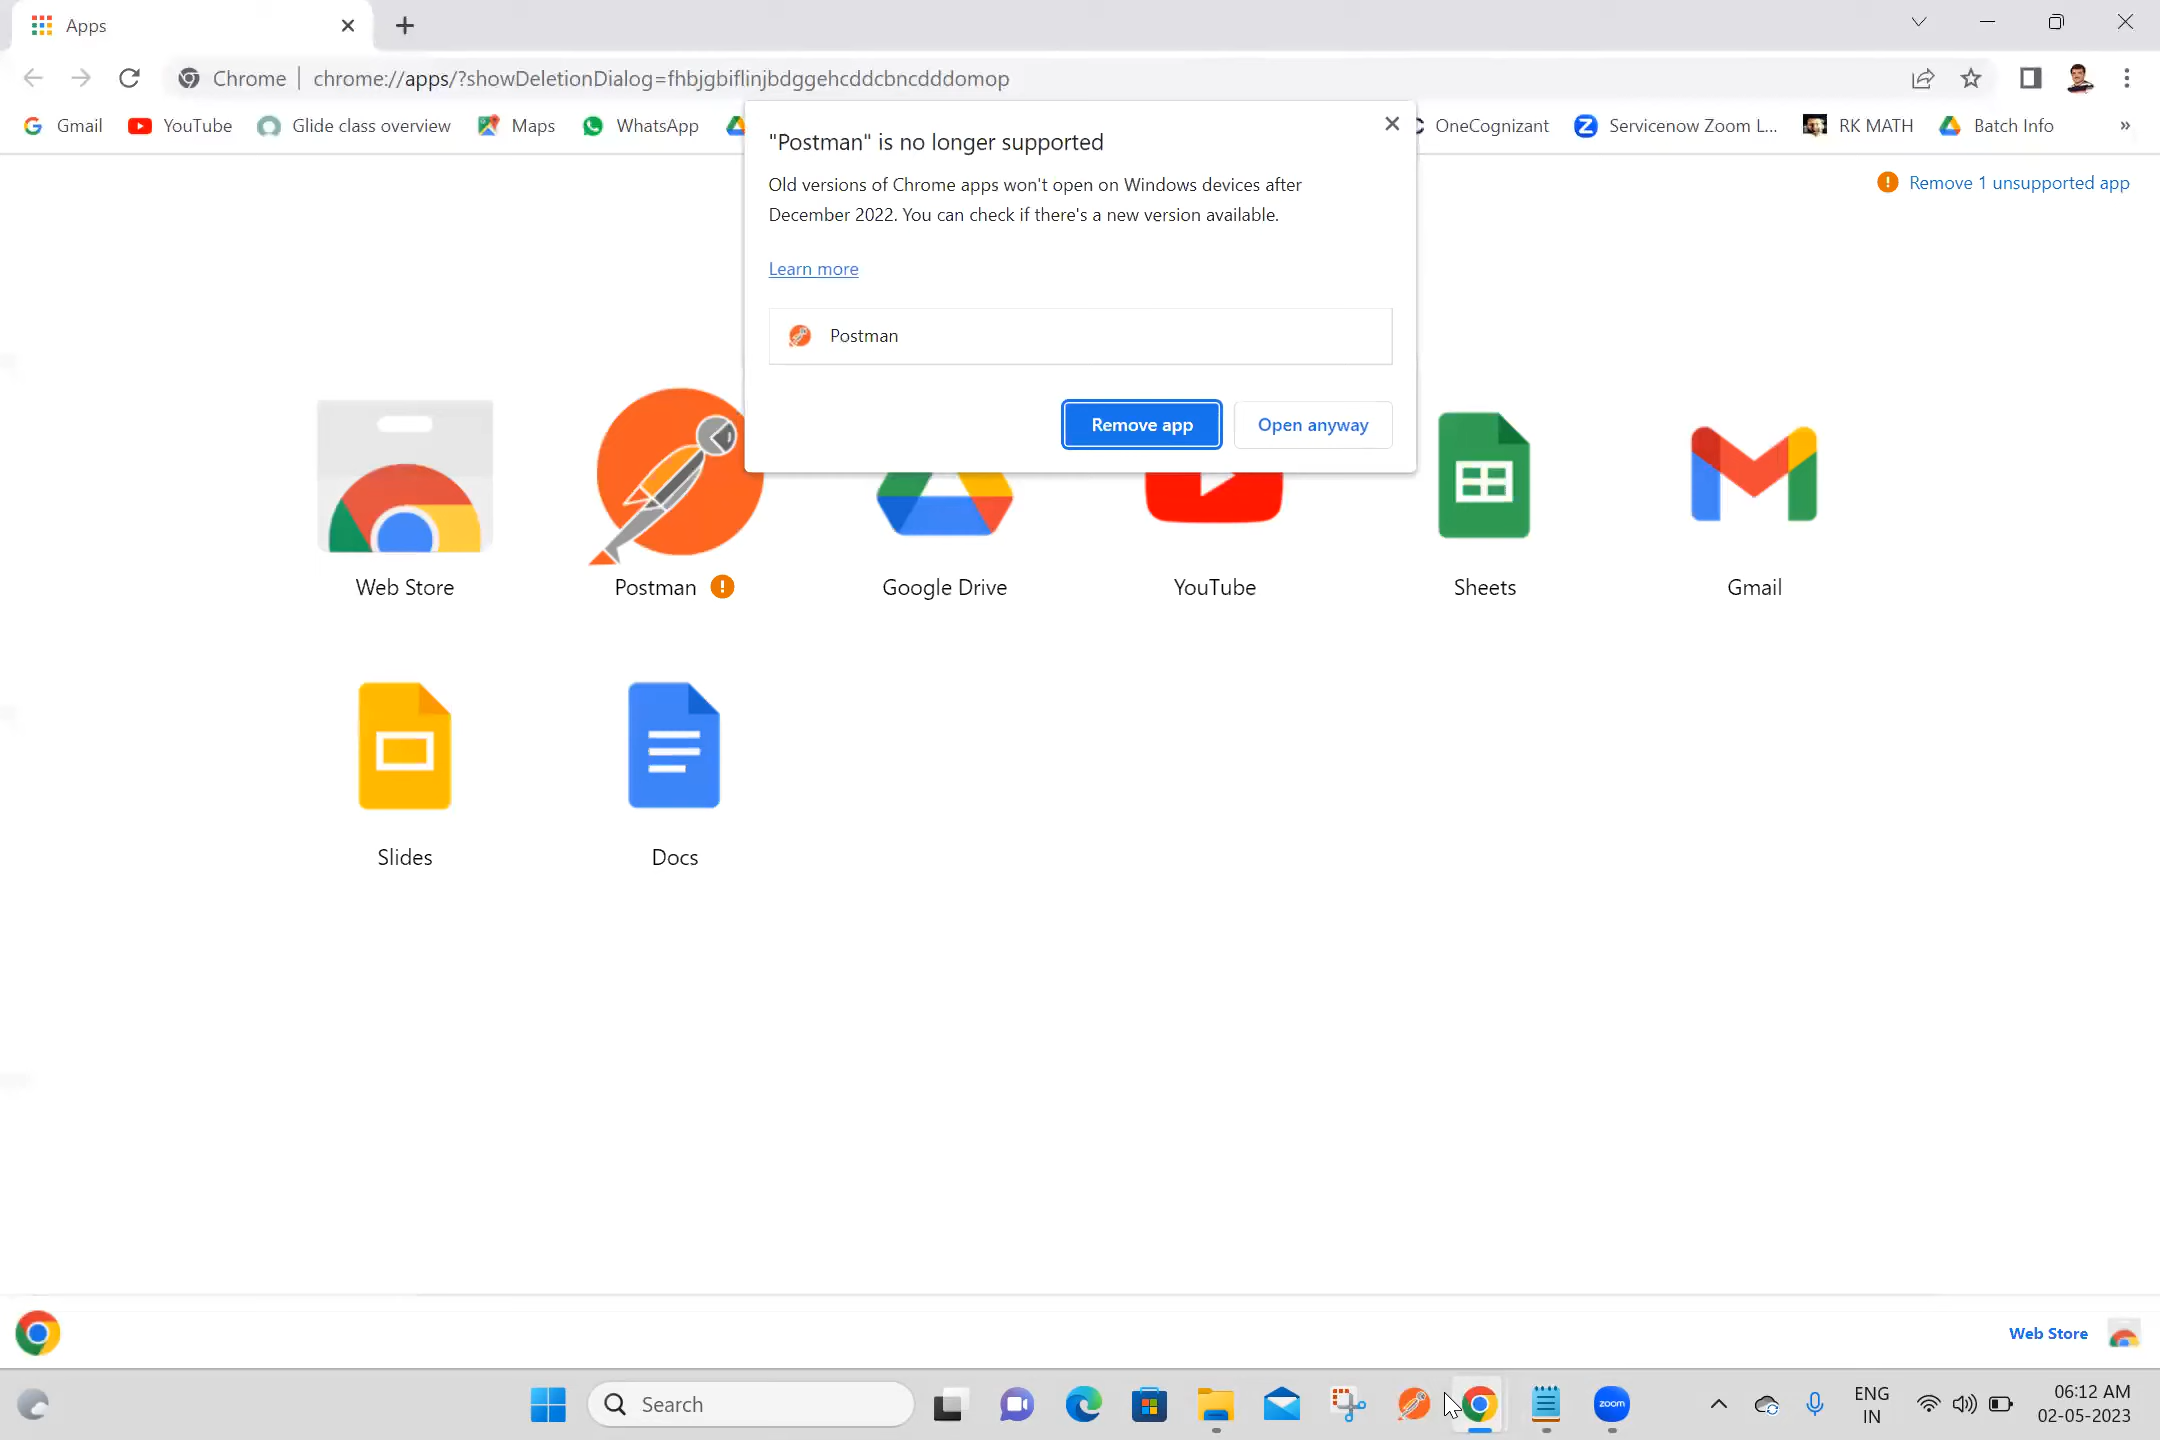 Apps
Chrome
chrome://apps/?showDeletionDialog=fhbjgbiflinjbdggehcddcbncdddomop
Gmail
YouTube
Glide class overview
Maps
WhatsApp
OneCognizant
Servicenow Zoom L...
RK MATH
Batch Info
»
"Postman" is no longer supported
Old versions of Chrome apps won't open on Windows devices after
December 2022. You can check if there's a new version available.
Learn more
Postman
Remove app
Open anyway
Remove 1 unsupported app
Web Store
Postman
Google Drive
YouTube
Sheets
Gmail
Slides
Docs
Web Store
Search
zoom
ENG
IN
06:12 AM
02-05-2023